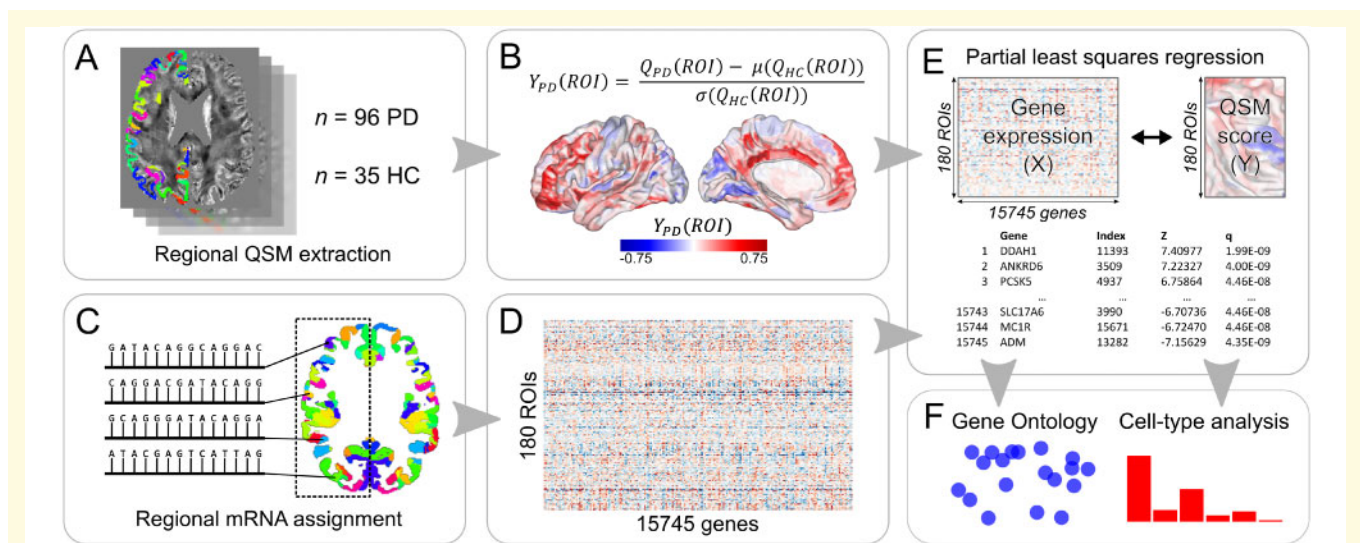 A
n = 96 PD
n = 35 HC
Regional QSM extraction
B
Y_PD(ROI) = (Q_PD(ROI) − μ(Q_HC(ROI))) / σ(Q_HC(ROI))
Y_PD(ROI)
-0.75 0.75
C
GATACAGGCAGGAC
CAGGACGATACAGG
GCAGGGATACAGGA
ATACGAGTCATTAG
Regional mRNA assignment
D
180 ROIs
15745 genes
E
Partial least squares regression
180 ROIs
Gene
expression
(X)
15745 genes
180 ROIs
QSM
score
(Y)
Gene Index Z q
1 DDAH1 11393 7.40977 1.99E-09
2 ANKRD6 3509 7.22327 4.00E-09
3 PCSK5 4937 6.75864 4.46E-08
... ... ... ...
15743 SLC17A6 3990 -6.70736 4.46E-08
15744 MC1R 15671 -6.72470 4.46E-08
15745 ADM 13282 -7.15629 4.35E-09
F
Gene Ontology
Cell-type analysis